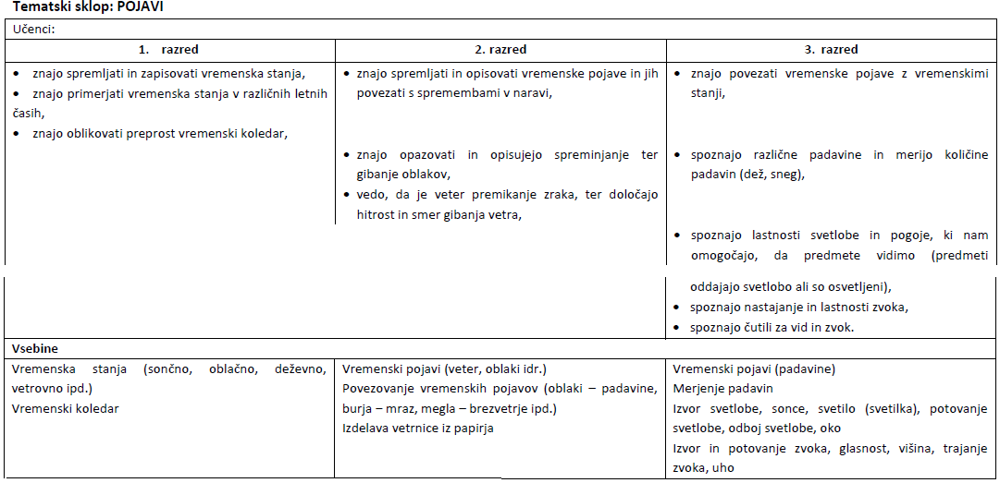 Tematski sklop: POJAVI
Učenci:
1. razred
2. razred
3. razred
• znajo spremljati in zapisovati vremenska stanja,
• znajo primerjati vremenska stanja v različnih letnih
časih,
• znajo oblikovati preprost vremenski koledar,
• znajo spremljati in opisovati vremenske pojave in jih
povezati s spremembami v naravi,
• znajo opazovati in opisujejo spreminjanje ter
gibanje oblakov,
• vedo, da je veter premikanje zraka, ter določajo
hitrost in smer gibanja vetra,
• znajo povezati vremenske pojave z vremenskimi
stanji,
• spoznajo različne padavine in merijo količine
padavin (dež, sneg),
• spoznajo lastnosti svetlobe in pogoje, ki nam
omogočajo, da predmete vidimo (predmeti
oddajajo svetlobo ali so osvetljeni),
• spoznajo nastajanje in lastnosti zvoka,
• spoznajo čutili za vid in zvok.
Vsebine
Vremenska stanja (sončno, oblačno, deževno,
vetrovno ipd.)
Vremenski koledar
Vremenski pojavi (veter, oblaki idr.)
Povezovanje vremenskih pojavov (oblaki – padavine,
burja – mraz, megla – brezvetrje ipd.)
Izdelava vetrnice iz papirja
Vremenski pojavi (padavine)
Merjenje padavin
Izvor svetlobe, sonce, svetilo (svetilka), potovanje
svetlobe, odboj svetlobe, oko
Izvor in potovanje zvoka, glasnost, višina, trajanje
zvoka, uho